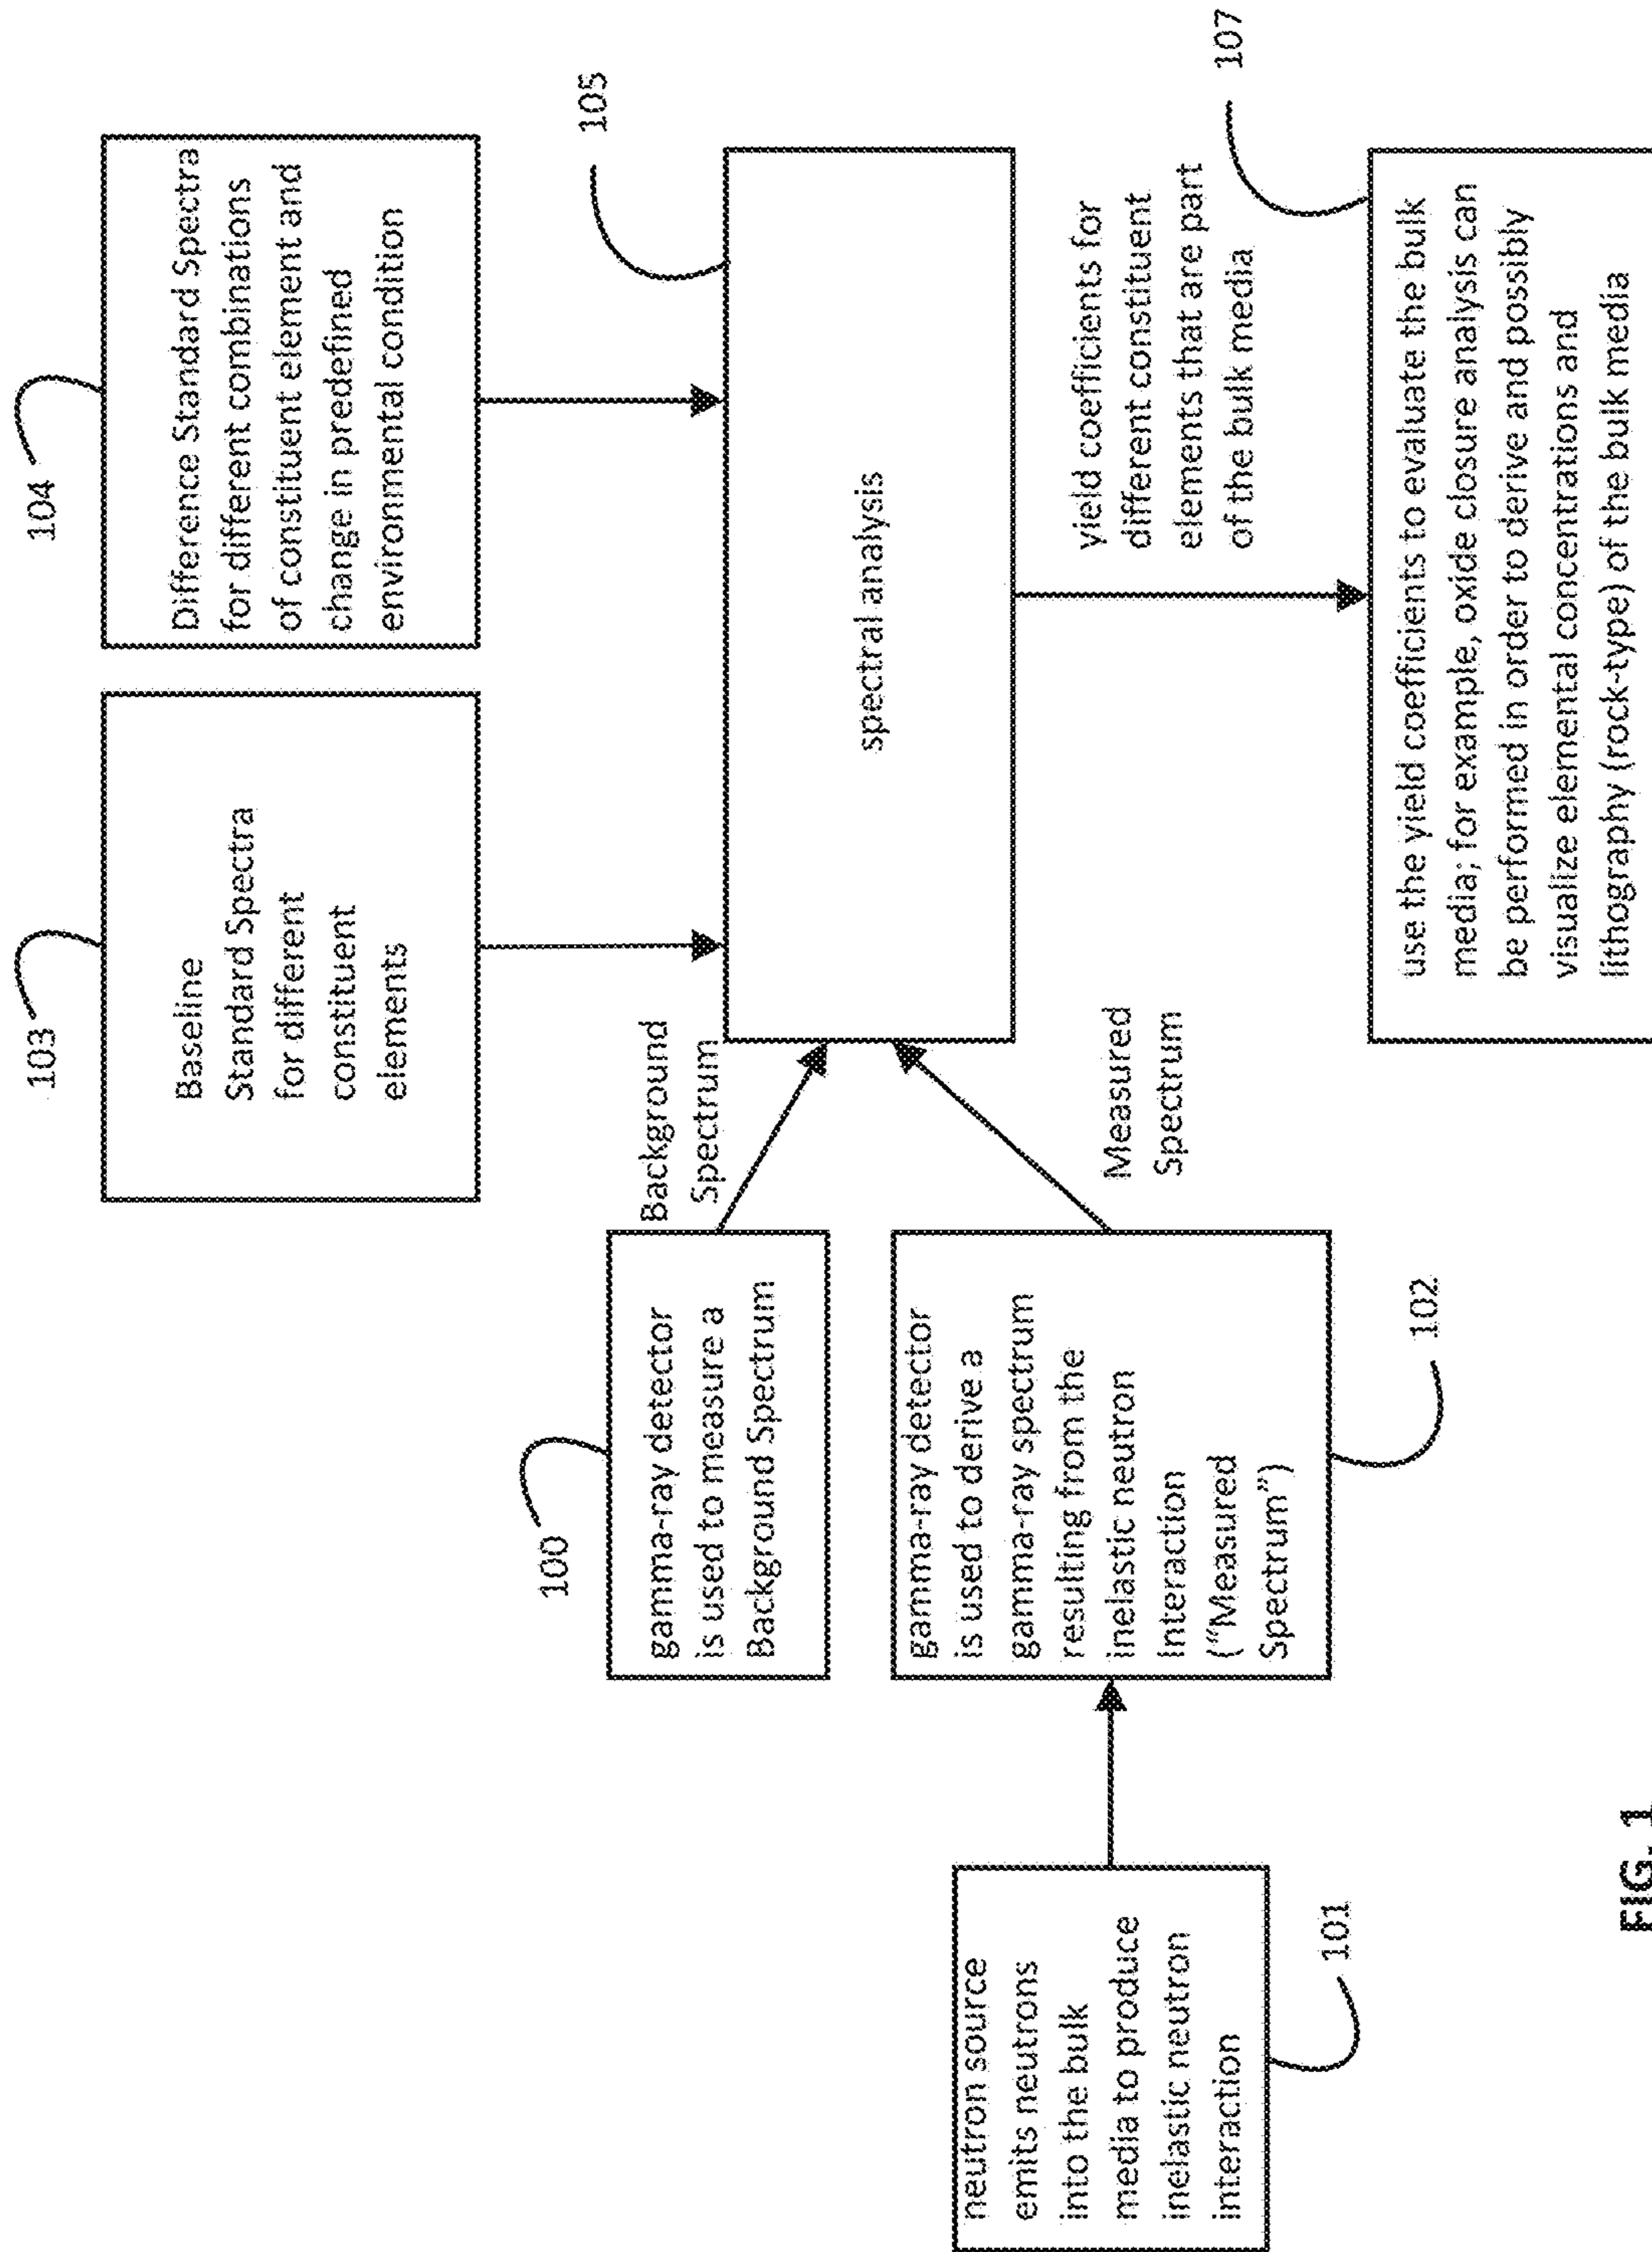 103
Baseline
Standard Spectra
for different
constituent
elements
104
Difference Standard Spectra
for different combinations
of constituent element and
change in predefined
environmental condition
100
gamma-ray detector
is used to measure a
Background Spectrum
Background
Spectrum
105
spectral analysis
101
neutron source
emits neutrons
into the bulk
media to produce
inelastic neutron
interaction
102
gamma-ray detector
is used to derive a
gamma-ray spectrum
resulting from the
inelastic neutron
Interaction
("Measured
Spectrum")
Measured
Spectrum
yield coefficients for
different constituent
elements that are part
of the bulk media
107
use the yield coefficients to evaluate the bulk
media; for example, oxide closure analysis can
be performed in order to derive and possibly
visualize elemental concentrations and
lithography (rock-type) of the bulk media
FIG. 1